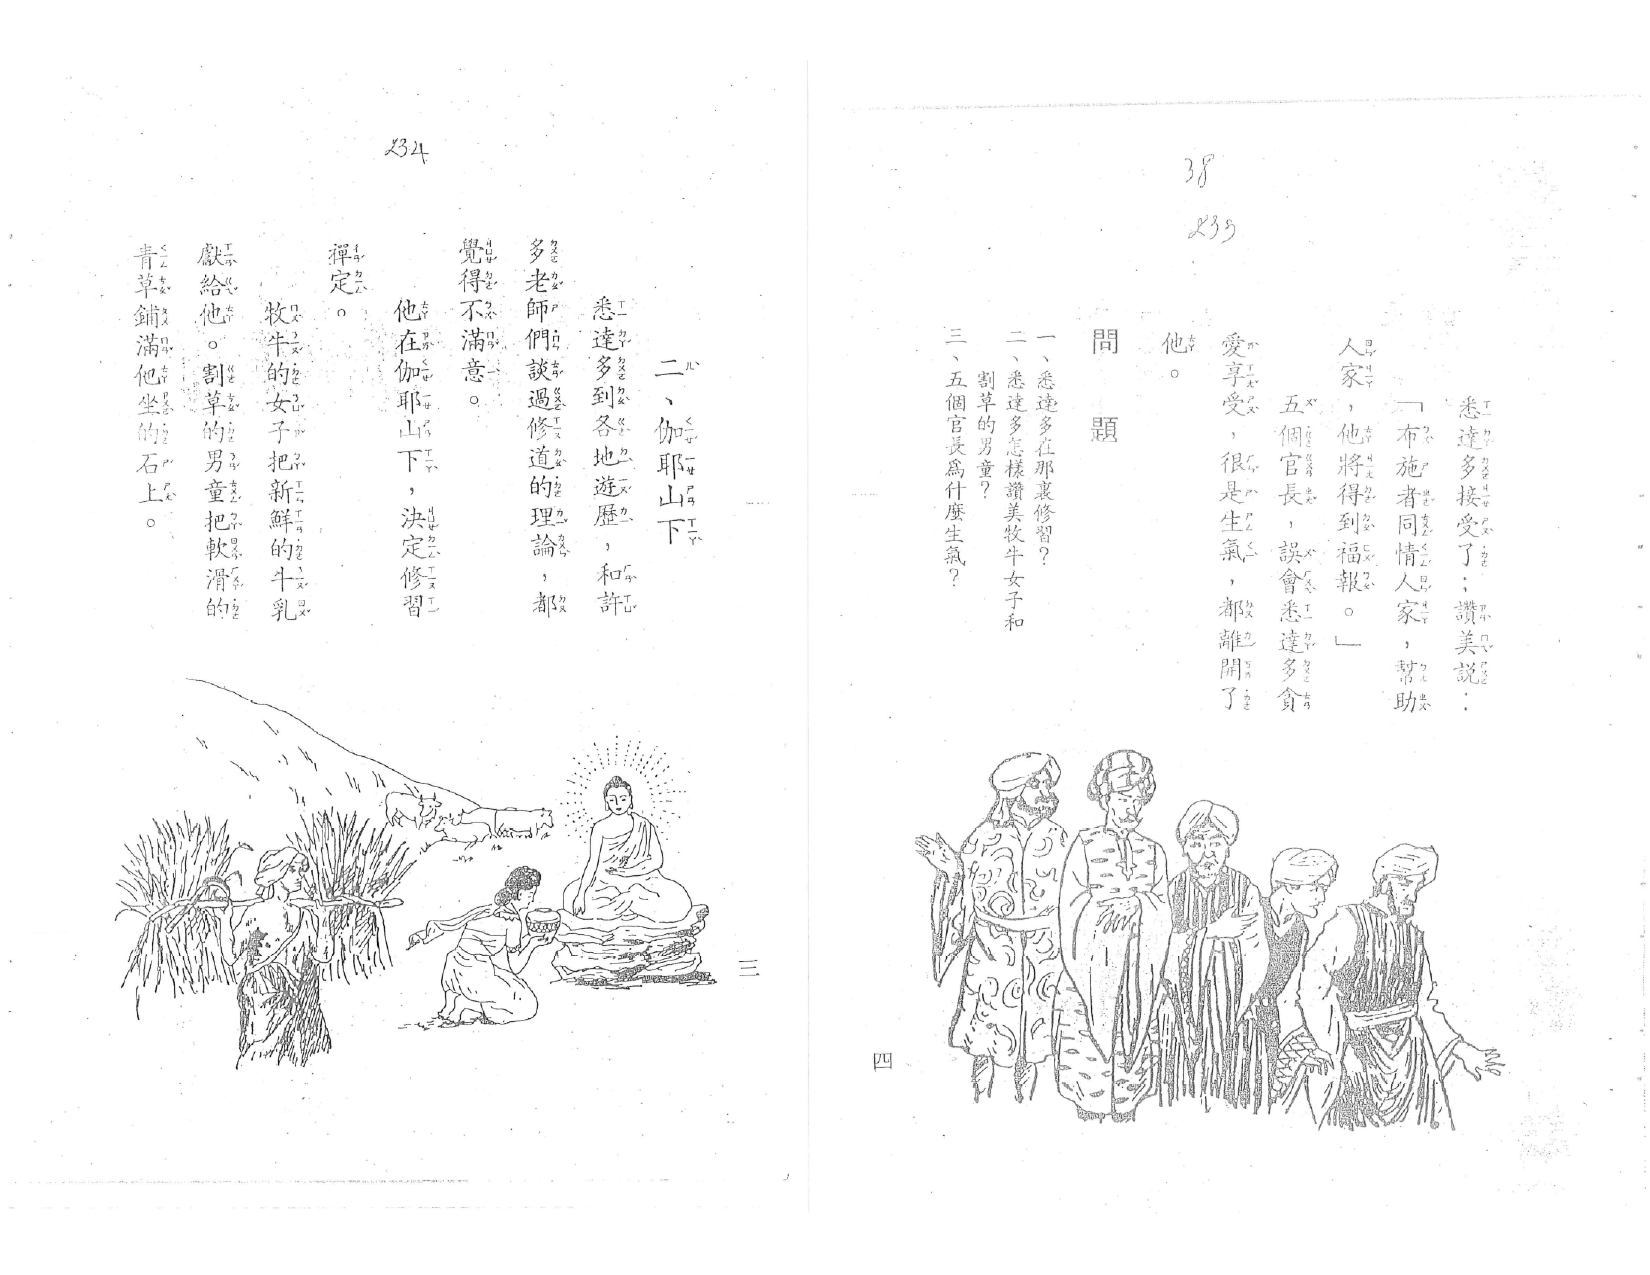 234
二、伽耶山下
悉達多到各地遊歷，和許
多老師們談過修道的理論，都
覺得不滿意。
他在伽耶山下，決定修習
禪定。
牧牛的女子把新鮮的牛乳
獻給他。割草的男童把軟滑的
青草鋪滿他坐的石上。
三
38
235
悉達多接受了；讚美說：
「布施者同情人家，幫助
人家，他將得到福報。」
五個官長，誤會悉達多貪
愛享受，很是生氣，都離開了
他。
問題
一、悉達多在那裏修習？
二、悉達多怎樣讚美牧牛女子和
割草的男童？
三、五個官長爲什麼生氣？
四